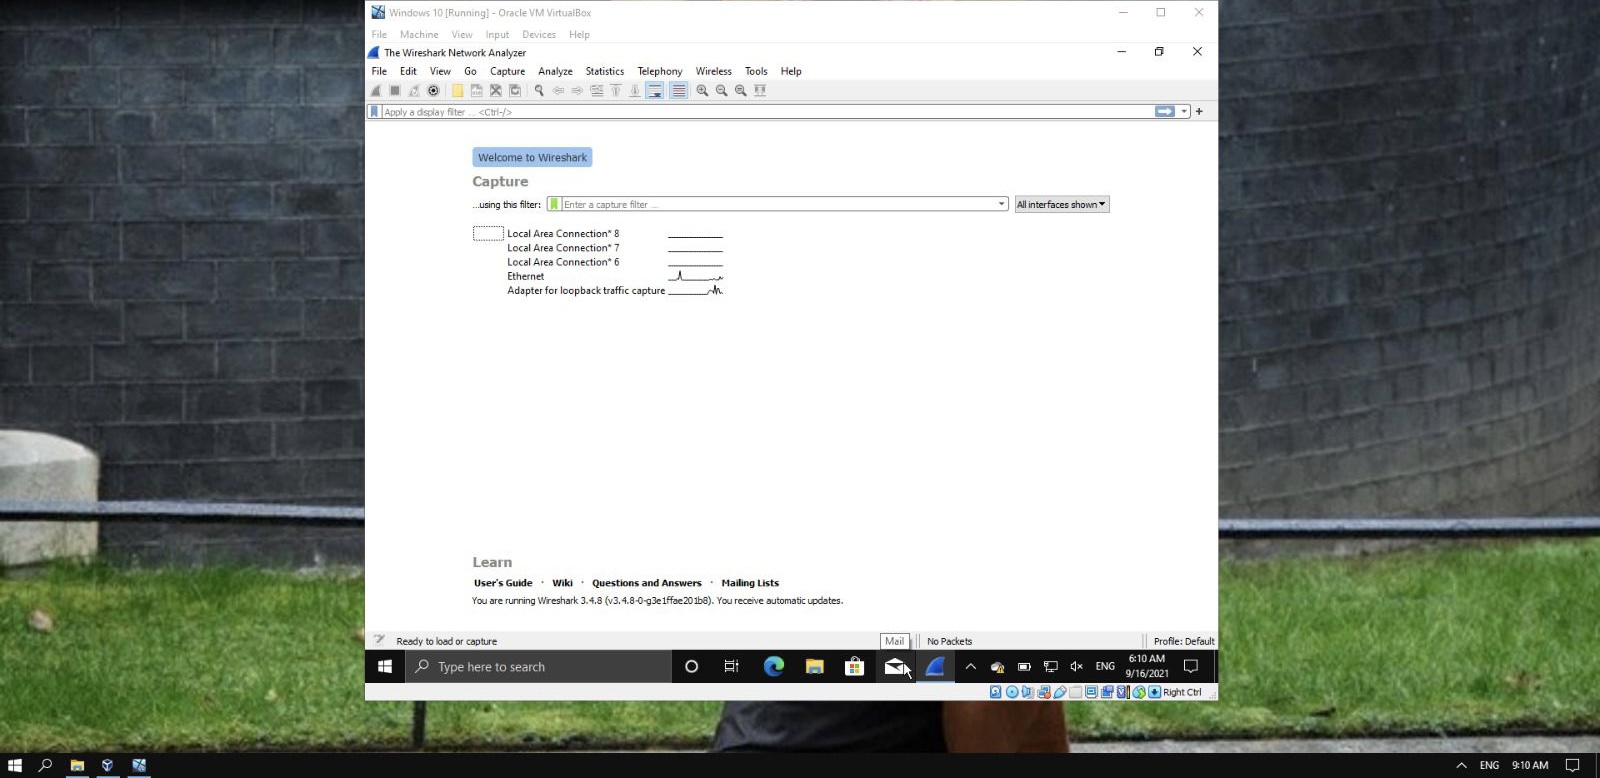 Windows 10 [Running] - Oracle VM VirtualBox
File Machine View Input Devices Help
The Wireshark Network Analyzer
File Edit View Go Capture Analyze Statistics Telephony Wireless Tools Help
Apply a display filter ... <Ctrl-/>
Welcome to Wireshark
Capture
...using this filter: Enter a capture filter ... All interfaces shown
Local Area Connection* 8
Local Area Connection* 7
Local Area Connection* 6
Ethernet
Adapter for loopback traffic capture
Learn
User's Guide · Wiki · Questions and Answers · Mailing Lists
You are running Wireshark 3.4.8 (v3.4.8-0-g3e1ffae201b8). You receive automatic updates.
Ready to load or capture Mail No Packets Profile: Default
Type here to search ENG 6:10 AM
9/16/2021
Right Ctrl
ENG 9:10 AM